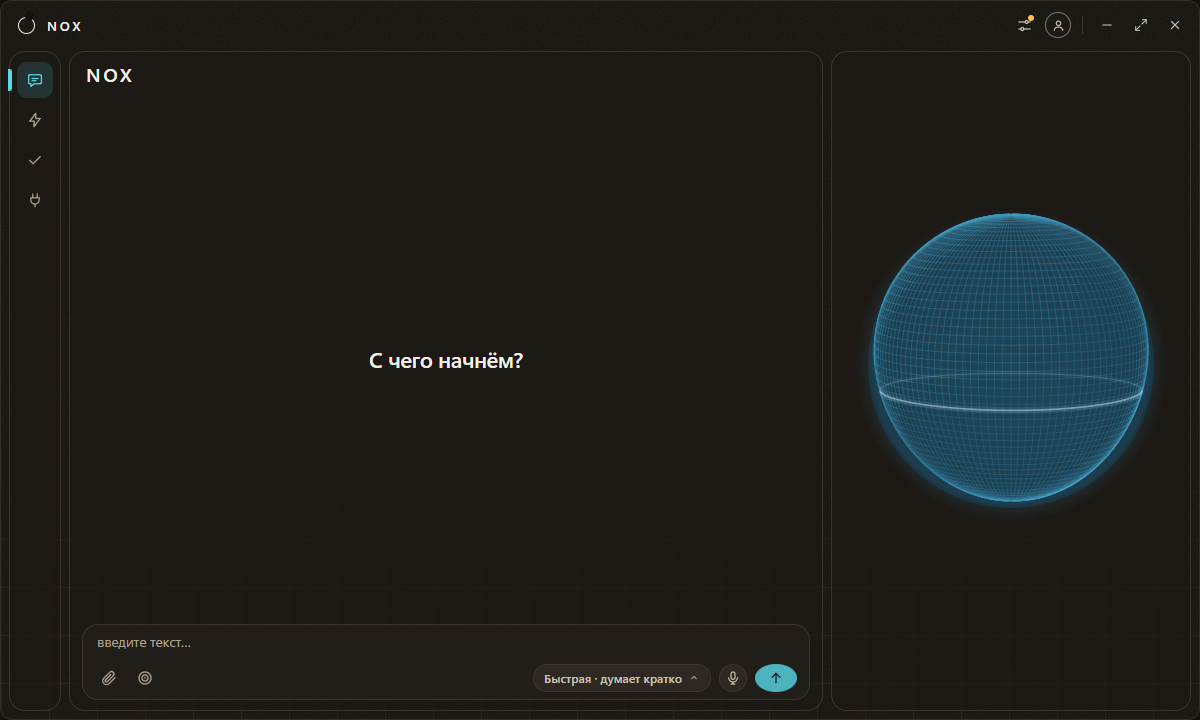 NOX
NOX
С чего начнём?
введите текст...
Быстрая · думает кратко